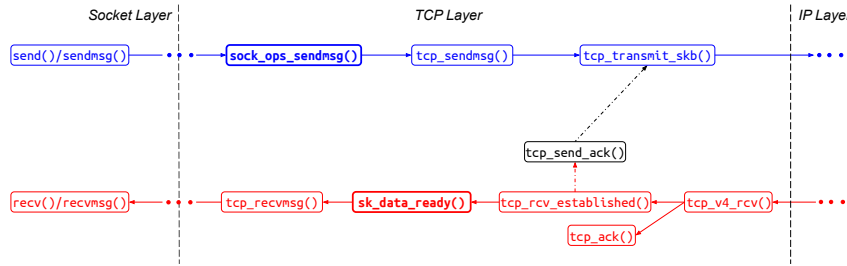 Socket Layer TCP Layer IP Layer
send()/sendmsg() sock_ops_sendmsg() tcp_sendmsg() tcp_transmit_skb()
tcp_send_ack()
recv()/recvmsg() tcp_recvmsg() sk_data_ready() tcp_rcv_established() tcp_v4_rcv()
tcp_ack()